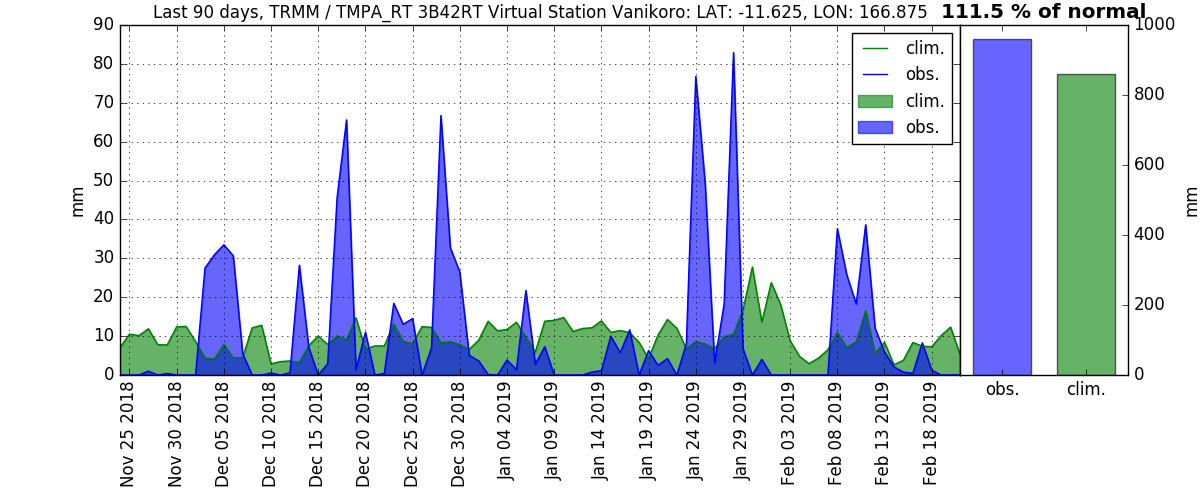 Last 90 days, TRMM / TMPA_RT 3B42RT Virtual Station Vanikoro: LAT: -11.625, LON: 166.875
111.5 % of normal
90
80
70
60
50
40
30
20
10
0
mm
clim.
obs.
clim.
obs.
Nov 25 2018
Nov 30 2018
Dec 05 2018
Dec 10 2018
Dec 15 2018
Dec 20 2018
Dec 25 2018
Dec 30 2018
Jan 04 2019
Jan 09 2019
Jan 14 2019
Jan 19 2019
Jan 24 2019
Jan 29 2019
Feb 03 2019
Feb 08 2019
Feb 13 2019
Feb 18 2019
1000
800
600
400
200
0
mm
obs.
clim.